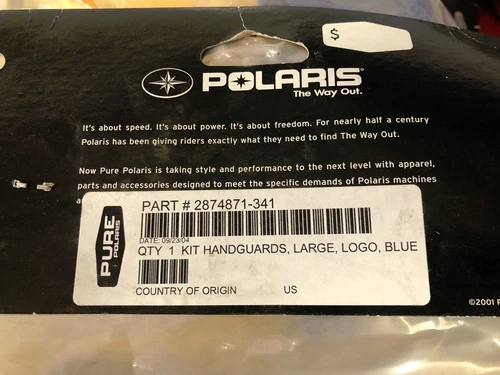 $
POLARIS®
The Way Out.
It's about speed. It's about power. It's about freedom. For nearly half a century
Polaris has been giving riders exactly what they need to find The Way Out.
Now Pure Polaris is taking style and performance to the next level with apparel,
parts and accessories designed to meet the specific demands of Polaris machines
PURE
POLARIS
PART # 2874871-341
DATE: 09/23/04
QTY 1 KIT HANDGUARDS, LARGE, LOGO, BLUE
COUNTRY OF ORIGIN US
©2001